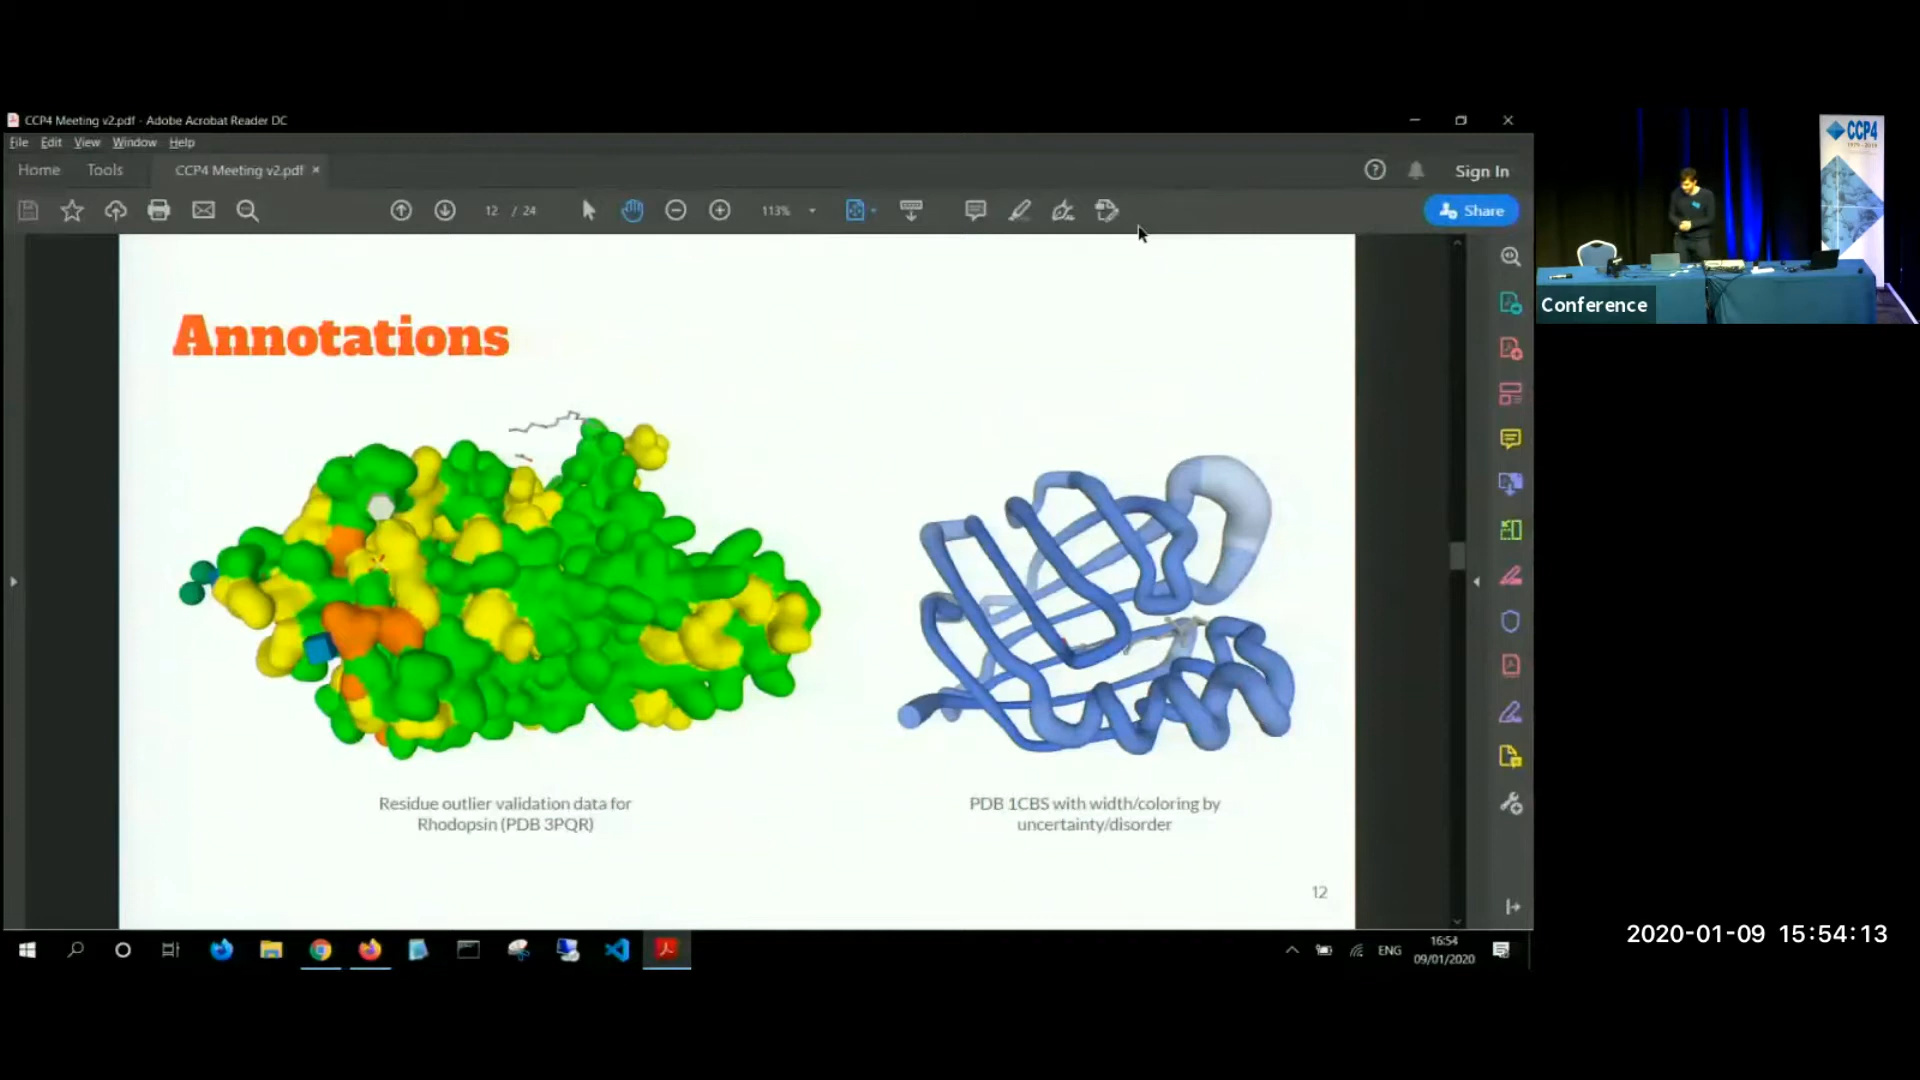 CCP4 Meeting v2.pdf - Adobe Acrobat Reader DC
File Edit View Window Help
Home Tools CCP4 Meeting v2.pdf ×
Sign In
12 / 24
113%
Share
Annotations
Residue outlier validation data for
Rhodopsin (PDB 3PQR)
PDB 1CBS with width/coloring by
uncertainty/disorder
12
ENG
16:54
09/01/2020
CCP4
Conference
2020-01-09 15:54:13